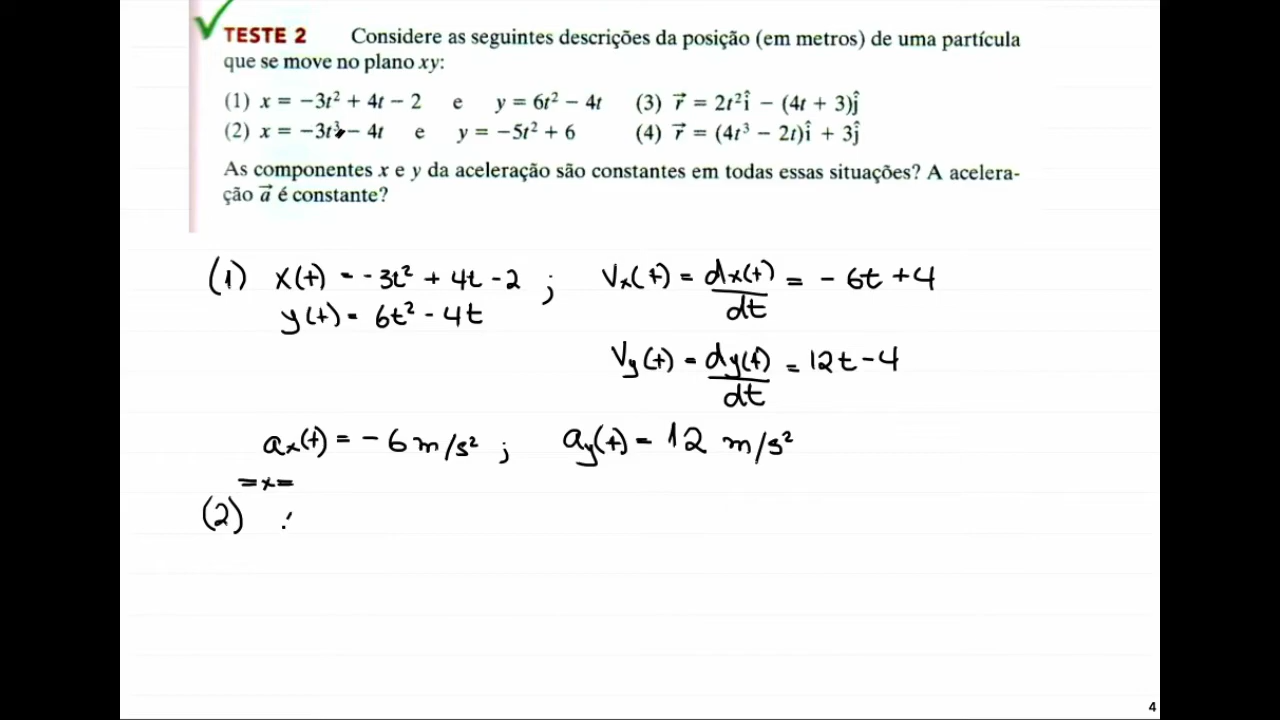 TESTE 2 Considere as seguintes descrições da posição (em metros) de uma partícula
que se move no plano xy:
(1) x = −3t² + 4t − 2 e y = 6t² − 4t (3) r⃗ = 2t²î − (4t + 3)ĵ
(2) x = −3t³ − 4t e y = −5t² + 6 (4) r⃗ = (4t³ − 2t)î + 3ĵ
As componentes x e y da aceleração são constantes em todas essas situações? A acelera-
ção a⃗ é constante?
(1) x(t) = -3t² + 4t -2 ; Vx(t) = dx(t)/dt = - 6t + 4
y(t) = 6t² - 4t
Vy(t) = dy(t)/dt = 12t - 4
ax(t) = - 6 m/s² ; ay(t) = 12 m/s²
=x=
(2)
4